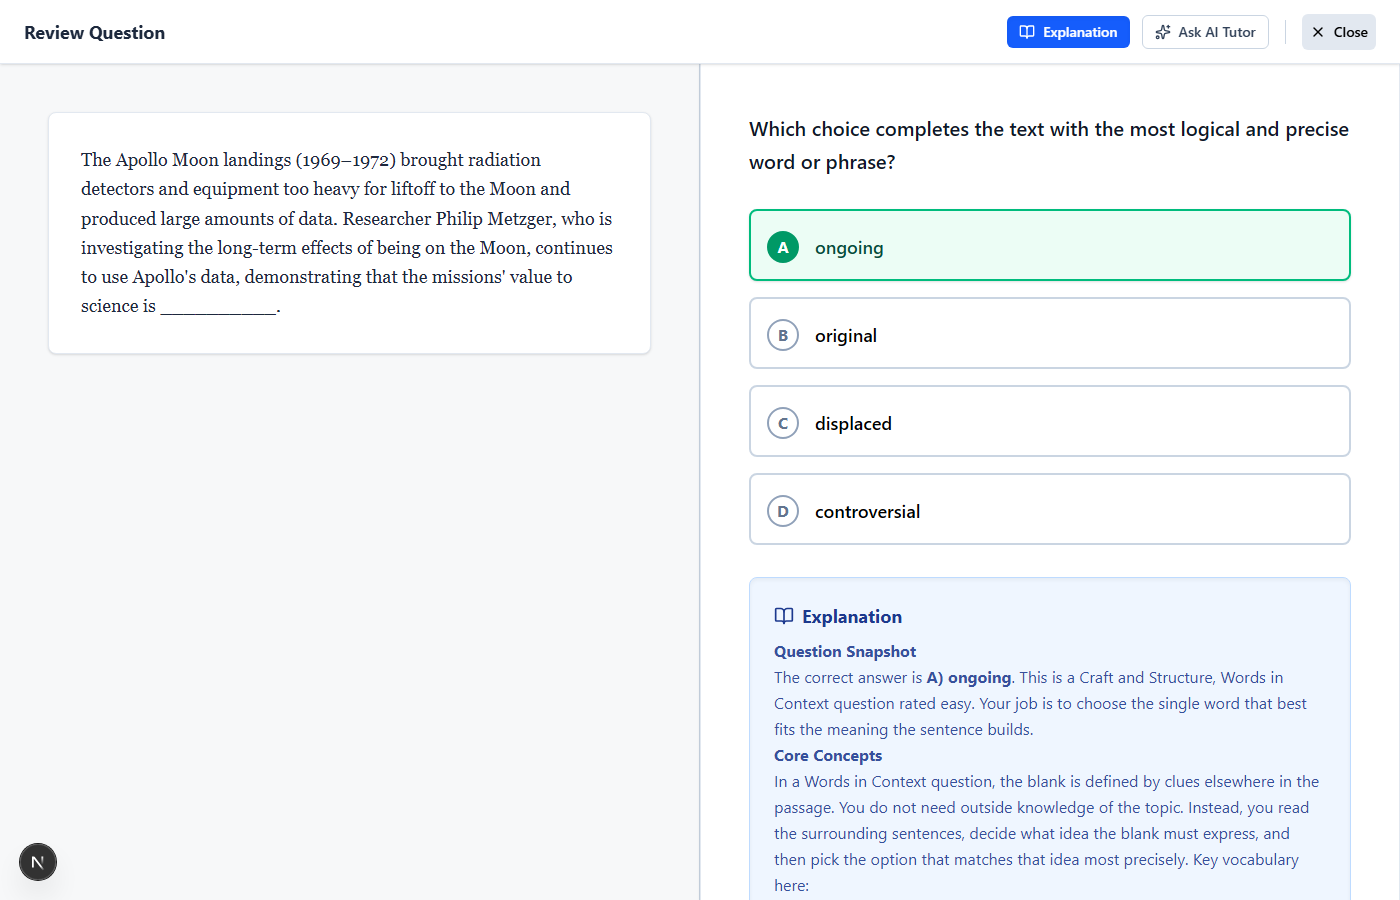 Review Question
Explanation
Ask AI Tutor
Close
The Apollo Moon landings (1969–1972) brought radiation
detectors and equipment too heavy for liftoff to the Moon and
produced large amounts of data. Researcher Philip Metzger, who is
investigating the long-term effects of being on the Moon, continues
to use Apollo's data, demonstrating that the missions' value to
science is ____________.
Which choice completes the text with the most logical and precise
word or phrase?
A ongoing
B original
C displaced
D controversial
Explanation
Question Snapshot
The correct answer is A) ongoing. This is a Craft and Structure, Words in
Context question rated easy. Your job is to choose the single word that best
fits the meaning the sentence builds.
Core Concepts
In a Words in Context question, the blank is defined by clues elsewhere in the
passage. You do not need outside knowledge of the topic. Instead, you read
the surrounding sentences, decide what idea the blank must express, and
then pick the option that matches that idea most precisely. Key vocabulary
here:
N